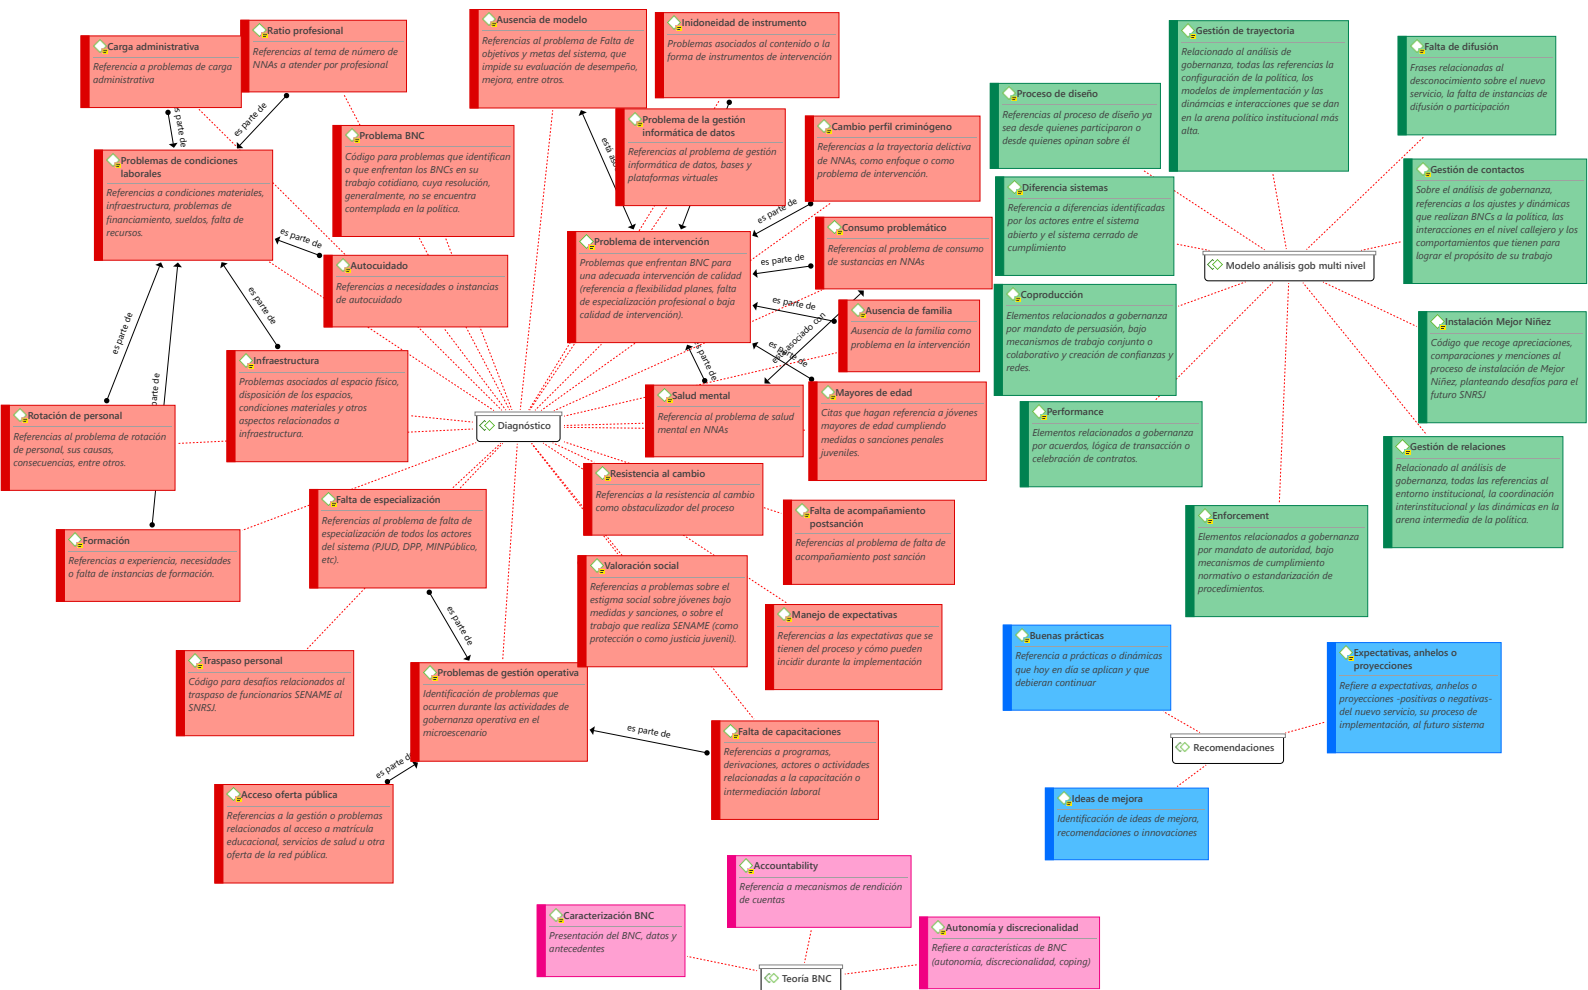 Carga administrativa
Referencia a problemas de carga
administrativa
Ratio profesional
Referencias al tema de número de
NNAs a atender por profesional
Ausencia de modelo
Referencias al problema de Falta de
objetivos y metas del sistema, que
impide su evaluación de desempeño,
mejora, entre otros.
Inidoneidad de instrumento
Problemas asociados al contenido o la
forma de instrumentos de intervención
es parte de
es parte de
Problema BNC
Código para problemas que identifican
o que enfrentan los BNCs en su
trabajo cotidiano, cuya resolución,
generalmente, no se encuentra
contemplada en la política.
está
Problema de la gestión
informática de datos
Referencias al problema de gestión
informática de datos, bases y
plataformas virtuales
Cambio perfil criminógeno
Referencias a la trayectoria delictiva
de NNAs, como enfoque o como
problema de intervención.
Problemas de condiciones
laborales
Referencias a condiciones materiales,
infraestructura, problemas de
financiamiento, sueldos, falta de
recursos.
es parte de
Autocuidado
Referencias a necesidades o instancias
de autocuidado
Problema de intervención
Problemas que enfrentan BNC para
una adecuada intervención de calidad
(referencia a flexibilidad planes, falta
de especialización profesional o baja
calidad de intervención).
es parte de
Consumo problemático
Referencias al problema de consumo
de sustancias en NNAs
es parte de
es parte de
Ausencia de familia
Ausencia de la familia como
problema en la intervención
asociado con
es parte de
parte de
es parte de
es parte de
parte de
Infraestructura
Problemas asociados al espacio físico,
disposición de los espacios,
condiciones materiales y otros
aspectos relacionados a
infraestructura.
Salud mental
Referencia al problema de salud
mental en NNAs
Mayores de edad
Citas que hagan referencia a jóvenes
mayores de edad cumpliendo
medidas o sanciones penales
juveniles.
Rotación de personal
Referencias al problema de rotación
de personal, sus causas,
consecuencias, entre otros.
Diagnóstico
Resistencia al cambio
Referencias a la resistencia al cambio
como obstaculizador del proceso
Falta de especialización
Referencias al problema de falta de
especialización de todos los actores
del sistema (PJUD, DPP, MINPúblico,
etc).
Falta de acompañamiento
postsanción
Referencias al problema de falta de
acompañamiento post sanción
Formación
Referencias a experiencia, necesidades
o falta de instancias de formación.
Valoración social
Referencias a problemas sobre el
estigma social sobre jóvenes bajo
medidas y sanciones, o sobre el
trabajo que realiza SENAME (como
protección o como justicia juvenil).
es parte de
Manejo de expectativas
Referencias a las expectativas que se
tienen del proceso y cómo pueden
incidir durante la implementación
Traspaso personal
Código para desafíos relacionados al
traspaso de funcionarios SENAME al
SNRSJ.
Problemas de gestión operativa
Identificación de problemas que
ocurren durante las actividades de
gobernanza operativa en el
microescenario
es parte de
Falta de capacitaciones
Referencias a programas,
derivaciones, actores o actividades
relacionadas a la capacitación o
intermediación laboral
es parte de
Acceso oferta pública
Referencias a la gestión o problemas
relacionados al acceso a matrícula
educacional, servicios de salud u otra
oferta de la red pública.
Gestión de trayectoria
Relacionado al análisis de
gobernanza, todas las referencias la
configuración de la política, los
modelos de implementación y las
dinámcias e interacciones que se dan
en la arena político institucional más
alta.
Falta de difusión
Frases relacionadas al
desconocimiento sobre el nuevo
servicio, la falta de instancias de
difusión o participación
Proceso de diseño
Referencias al proceso de diseño ya
sea desde quienes participaron o
desde quienes opinan sobre él
Diferencia sistemas
Referencia a diferencias identificadas
por los actores entre el sistema
abierto y el sistema cerrado de
cumplimiento
Gestión de contactos
Sobre el análisis de gobernanza,
referencias a los ajustes y dinámicas
que realizan BNCs a la política, las
interacciones en el nivel callejero y los
comportamientos que tienen para
lograr el propósito de su trabajo
Modelo análisis gob multi nivel
Coproducción
Elementos relacionados a gobernanza
por mandato de persuasión, bajo
mecanismos de trabajo conjunto o
colaborativo y creación de confianzas y
redes.
Instalación Mejor Niñez
Código que recoge apreciaciones,
comparaciones y menciones al
proceso de instalación de Mejor
Niñez, planteando desafíos para el
futuro SNRSJ
Performance
Elementos relacionados a gobernanza
por acuerdos, lógica de transacción o
celebración de contratos.
Gestión de relaciones
Relacionado al análisis de
gobernanza, todas las referencias al
entorno institucional, la coordinación
interinstitucional y las dinámicas en la
arena intermedia de la política.
Enforcement
Elementos relacionados a gobernanza
por mandato de autoridad, bajo
mecanismos de cumplimiento
normativo o estandarización de
procedimientos.
Buenas prácticas
Referencia a prácticas o dinámicas
que hoy en día se aplican y que
debieran continuar
Expectativas, anhelos o
proyecciones
Refiere a expectativas, anhelos o
proyecciones -positivas o negativas-
del nuevo servicio, su proceso de
implementación, al futuro sistema
Recomendaciones
Ideas de mejora
Identificación de ideas de mejora,
recomendaciones o innovaciones
Accountability
Referencia a mecanismos de rendición
de cuentas
Caracterización BNC
Presentación del BNC, datos y
antecedentes
Autonomía y discrecionalidad
Refiere a características de BNC
(autonomía, discrecionalidad, coping)
Teoría BNC